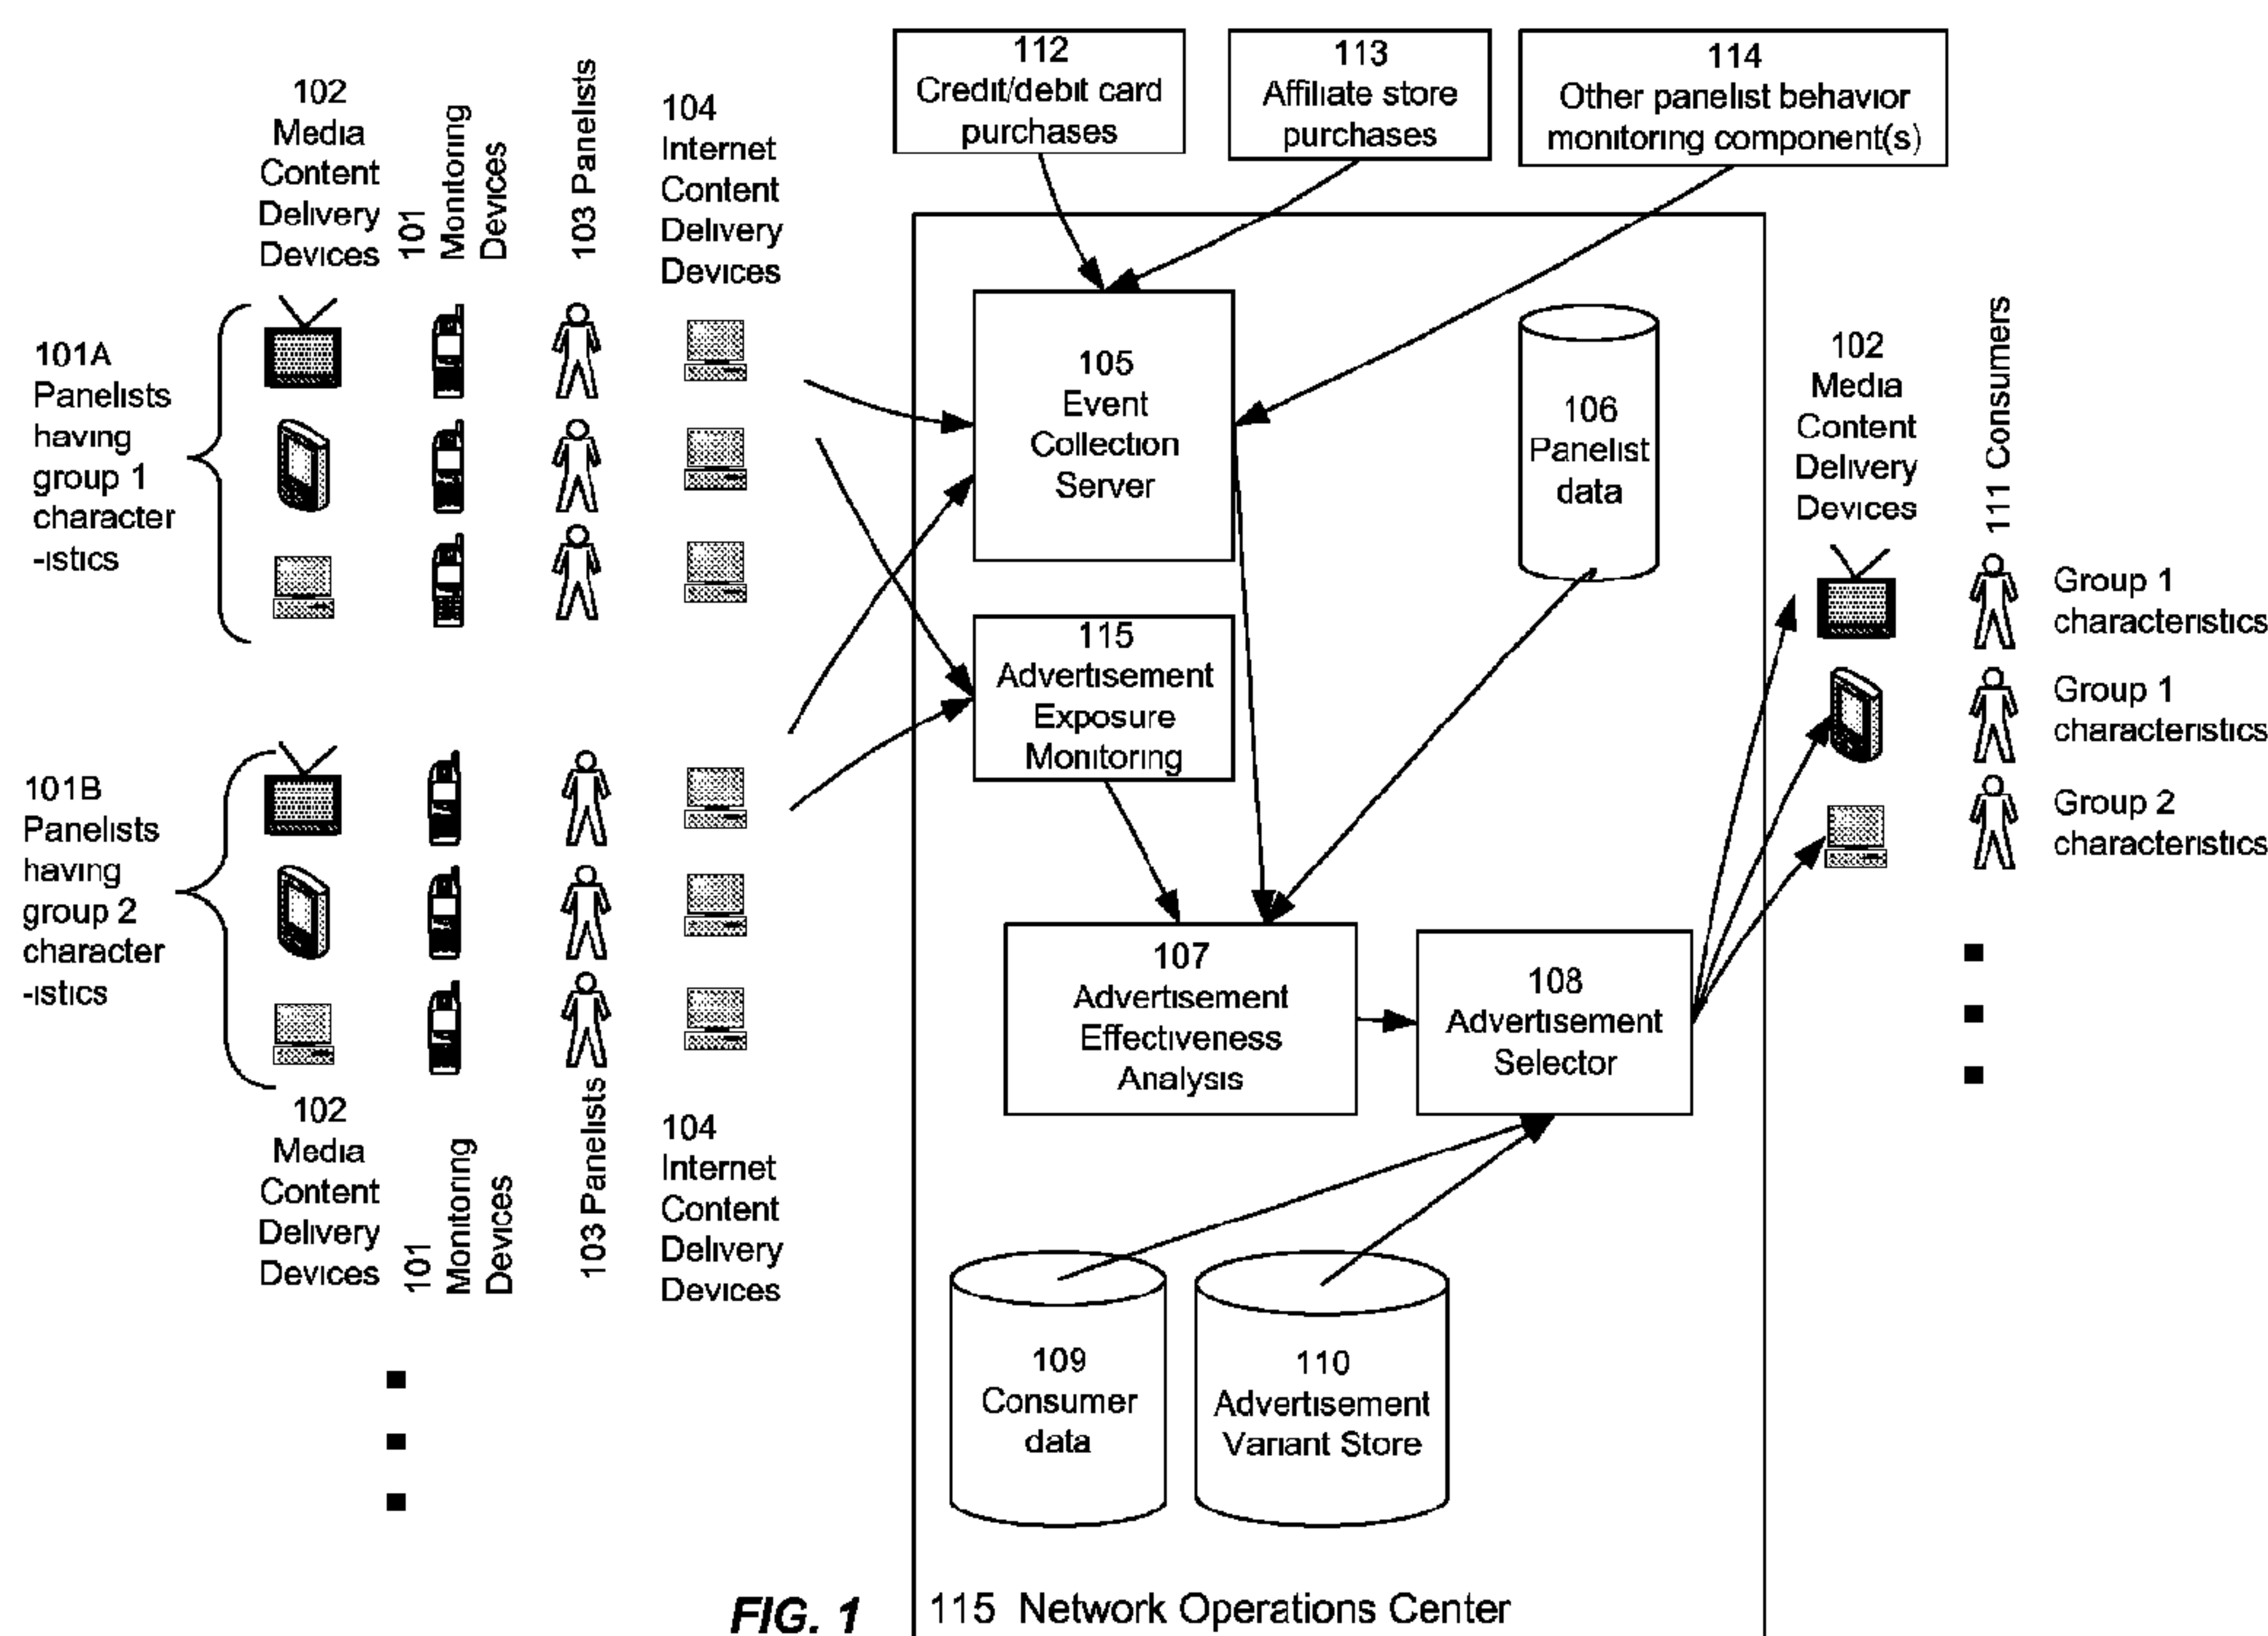 102
Media
Content
Delivery
Devices
101
Monitoring
Devices
103 Panelists
104
Internet
Content
Delivery
Devices
112
Credit/debit card
purchases
113
Affiliate store
purchases
114
Other panelist behavior
monitoring component(s)
101A
Panelists
having
group 1
character
-istics
105
Event
Collection
Server
106
Panelist
data
102
Media
Content
Delivery
Devices
111 Consumers
Group 1
characteristics
Group 1
characteristics
Group 2
characteristics
115
Advertisement
Exposure
Monitoring
101B
Panelists
having
group 2
character
-istics
107
Advertisement
Effectiveness
Analysis
108
Advertisement
Selector
102
Media
Content
Delivery
Devices
101
Monitoring
Devices
103 Panelists
104
Internet
Content
Delivery
Devices
109
Consumer
data
110
Advertisement
Variant Store
FIG. 1
115 Network Operations Center